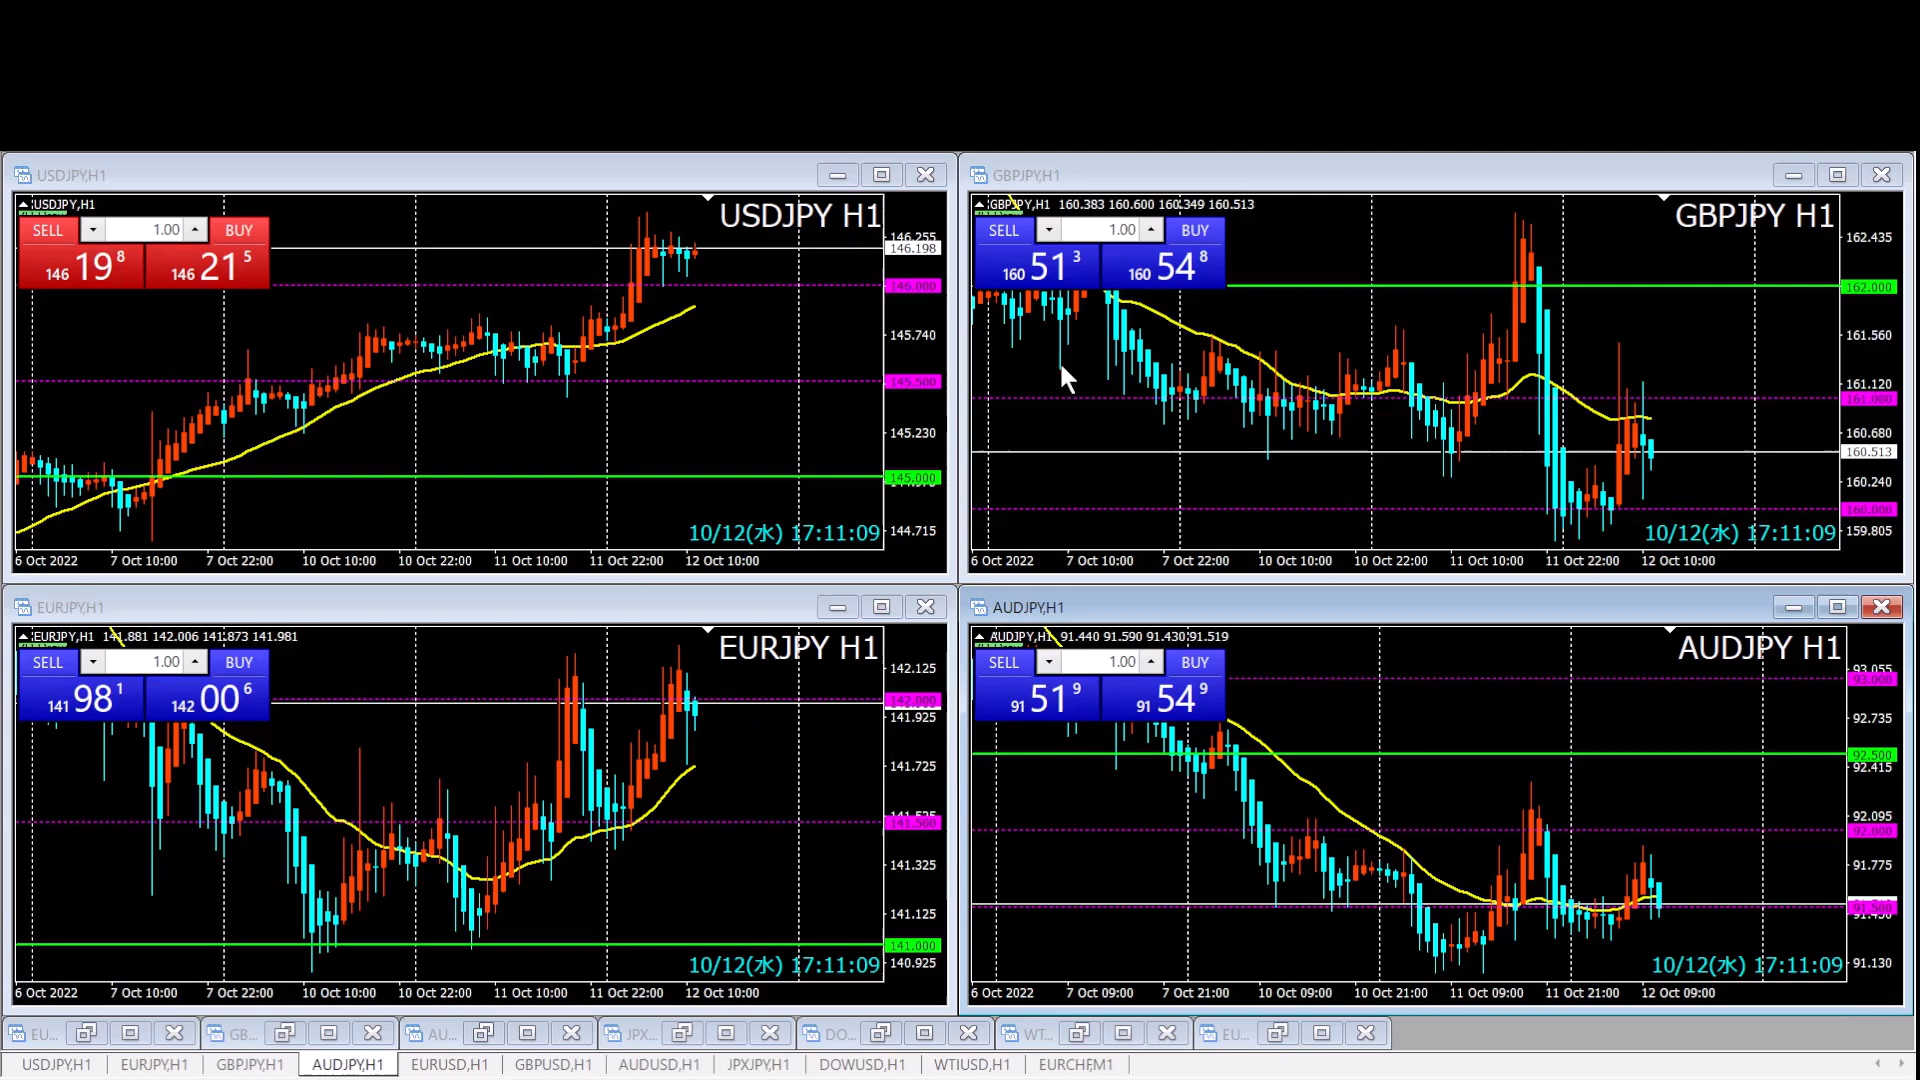 USDJPY,H1
USDJPY,H1
SELL 1.00 BUY
146 19 8 146 21 5
USDJPY H1
146.255
146.198
146.000
145.740
145.500
145.230
145.000
144.715
10/12(水) 17:11:09
6 Oct 2022 7 Oct 10:00 7 Oct 22:00 10 Oct 10:00 10 Oct 22:00 11 Oct 10:00 11 Oct 22:00 12 Oct 10:00
GBPJPY,H1
GBPJPY,H1 160.383 160.600 160.349 160.513
SELL 1.00 BUY
160 51 3 160 54 8
GBPJPY H1
162.435
162.000
161.560
161.120
161.000
160.680
160.513
160.240
160.000
159.805
10/12(水) 17:11:09
6 Oct 2022 7 Oct 10:00 7 Oct 22:00 10 Oct 10:00 10 Oct 22:00 11 Oct 10:00 11 Oct 22:00 12 Oct 10:00
EURJPY,H1
EURJPY,H1 141.881 142.006 141.873 141.981
SELL 1.00 BUY
141 98 1 142 00 6
EURJPY H1
142.125
142.000
141.925
141.725
141.500
141.325
141.125
141.000
140.925
10/12(水) 17:11:09
6 Oct 2022 7 Oct 10:00 7 Oct 22:00 10 Oct 10:00 10 Oct 22:00 11 Oct 10:00 11 Oct 22:00 12 Oct 10:00
AUDJPY,H1
AUDJPY,H1 91.440 91.590 91.430 91.519
SELL 1.00 BUY
91 51 9 91 54 9
AUDJPY H1
93.055
93.000
92.735
92.500
92.415
92.095
92.000
91.775
91.500
91.130
10/12(水) 17:11:09
6 Oct 2022 7 Oct 09:00 7 Oct 21:00 10 Oct 09:00 10 Oct 21:00 11 Oct 09:00 11 Oct 21:00 12 Oct 09:00
EU... GB... AU... JPX... DO... WT... EU...
USDJPY,H1 EURJPY,H1 GBPJPY,H1 AUDJPY,H1 EURUSD,H1 GBPUSD,H1 AUDUSD,H1 JPXJPY,H1 DOWUSD,H1 WTIUSD,H1 EURCHF,M1